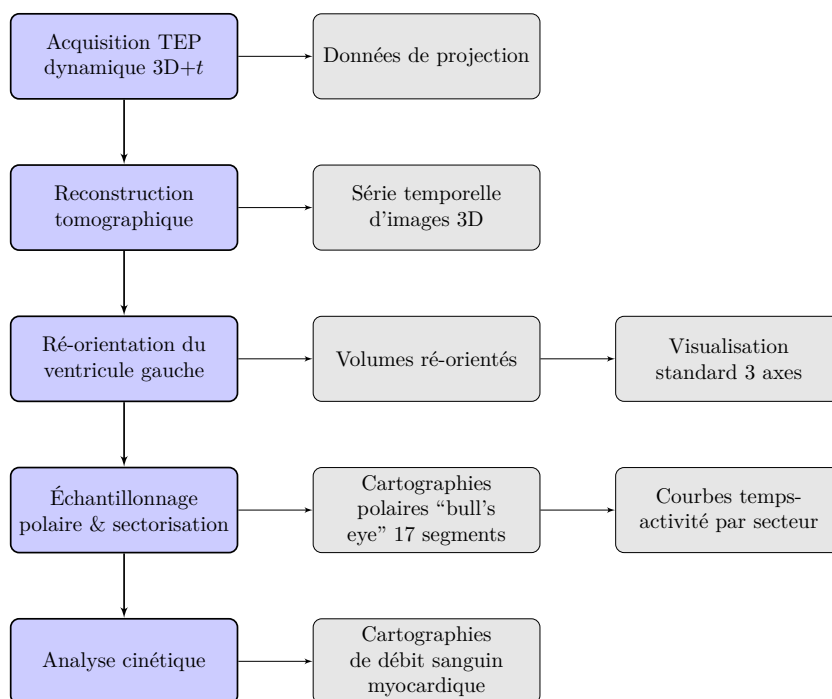 Acquisition TEP
dynamique 3D+t
Données de projection
Reconstruction
tomographique
Série temporelle
d'images 3D
Ré-orientation du
ventricule gauche
Volumes ré-orientés
Visualisation
standard 3 axes
Échantillonnage
polaire & sectorisation
Cartographies
polaires “bull's
eye” 17 segments
Courbes temps-
activité par secteur
Analyse cinétique
Cartographies
de débit sanguin
myocardique